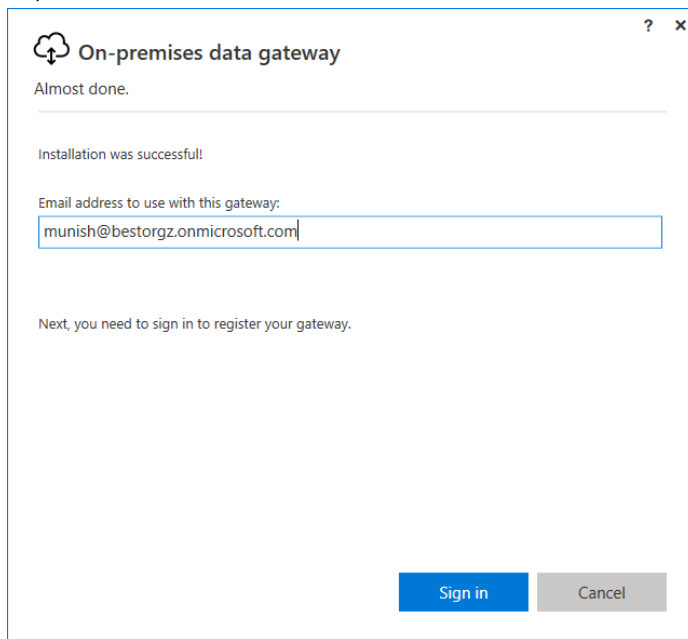 ? ×
On-premises data gateway
Almost done.
Installation was successful!
Email address to use with this gateway:
munish@bestorgz.onmicrosoft.com
Next, you need to sign in to register your gateway.
Sign in Cancel